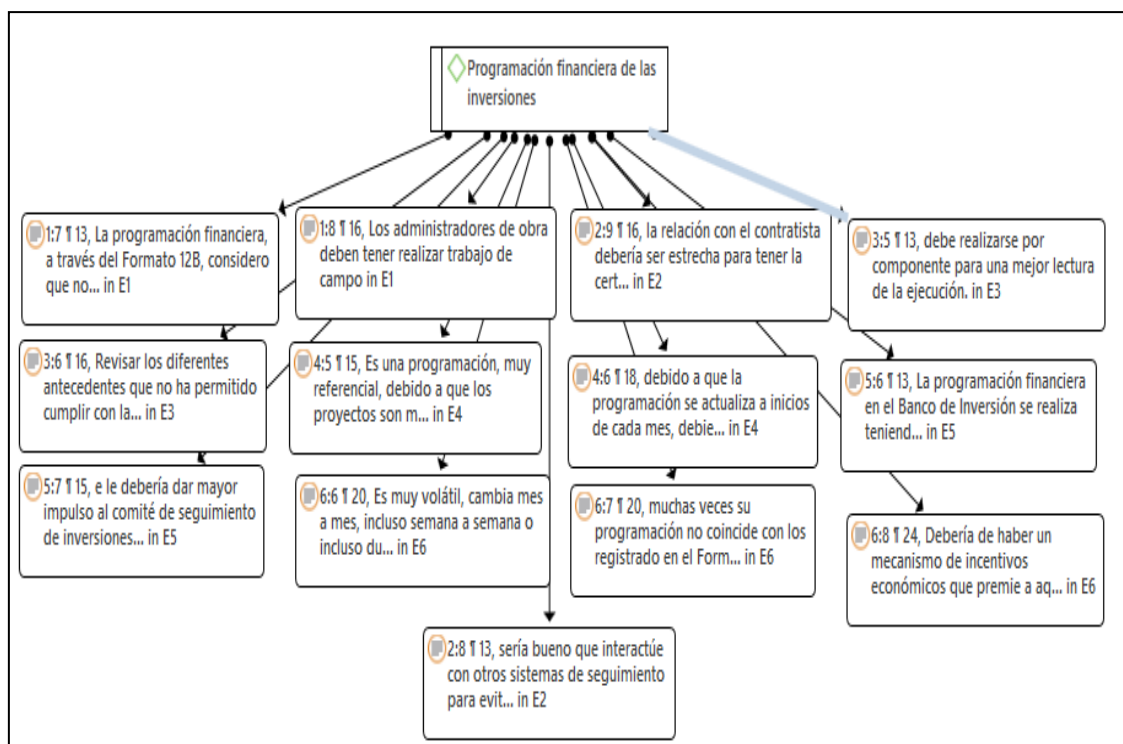 Programación financiera de las
inversiones
1:7 ¶ 13, La programación financiera,
a través del Formato 12B, considero
que no... in E1
1:8 ¶ 16, Los administradores de obra
deben tener realizar trabajo de
campo in E1
2:9 ¶ 16, la relación con el contratista
debería ser estrecha para tener la
cert... in E2
3:5 ¶ 13, debe realizarse por
componente para una mejor lectura
de la ejecución. in E3
3:6 ¶ 16, Revisar los diferentes
antecedentes que no ha permitido
cumplir con la... in E3
4:5 ¶ 15, Es una programación, muy
referencial, debido a que los
proyectos son m... in E4
4:6 ¶ 18, debido a que la
programación se actualiza a inicios
de cada mes, debie... in E4
5:6 ¶ 13, La programación financiera
en el Banco de Inversión se realiza
teniend... in E5
5:7 ¶ 15, e le debería dar mayor
impulso al comité de seguimiento
de inversiones... in E5
6:6 ¶ 20, Es muy volátil, cambia mes
a mes, incluso semana a semana o
incluso du... in E6
6:7 ¶ 20, muchas veces su
programación no coincide con los
registrado en el Form... in E6
6:8 ¶ 24, Debería de haber un
mecanismo de incentivos
económicos que premie a aq... in E6
2:8 ¶ 13, sería bueno que interactúe
con otros sistemas de seguimiento
para evit... in E2